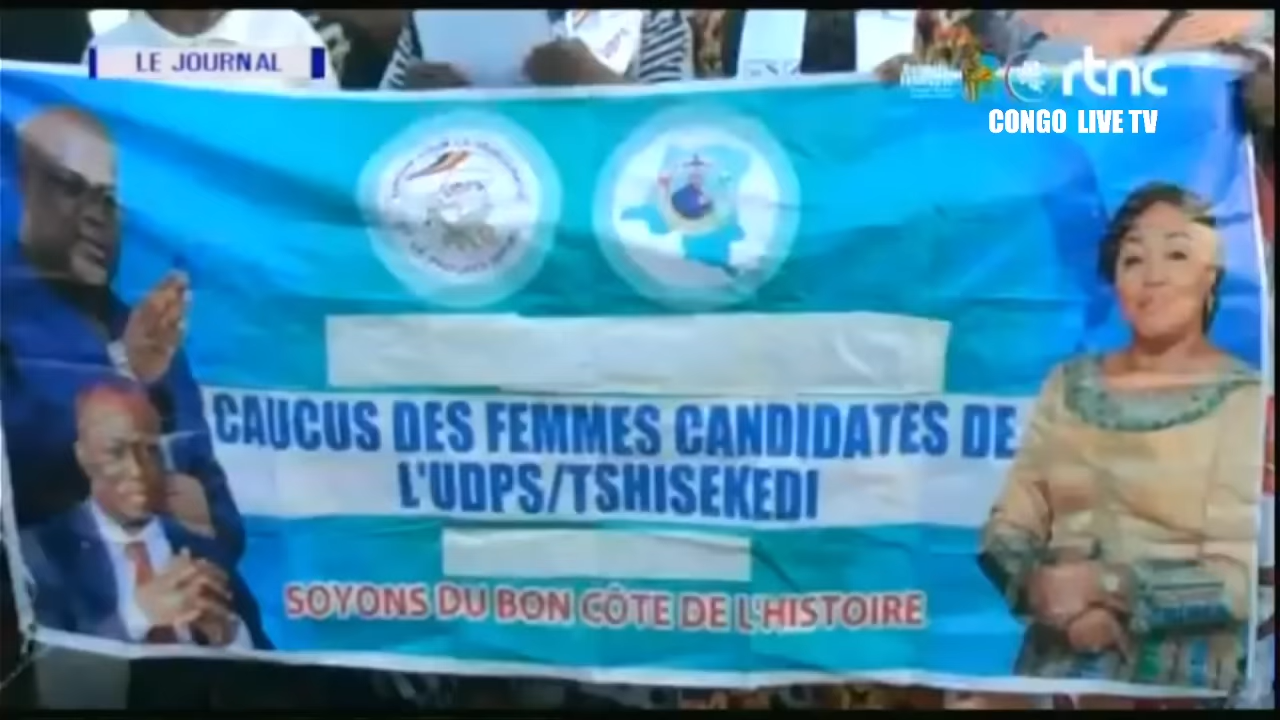 LE JOURNAL
rtnc
CONGO LIVE TV
CAUCUS DES FEMMES CANDIDATES DE
L'UDPS/TSHISEKEDI
SOYONS DU BON CÔTE DE L'HISTOIRE